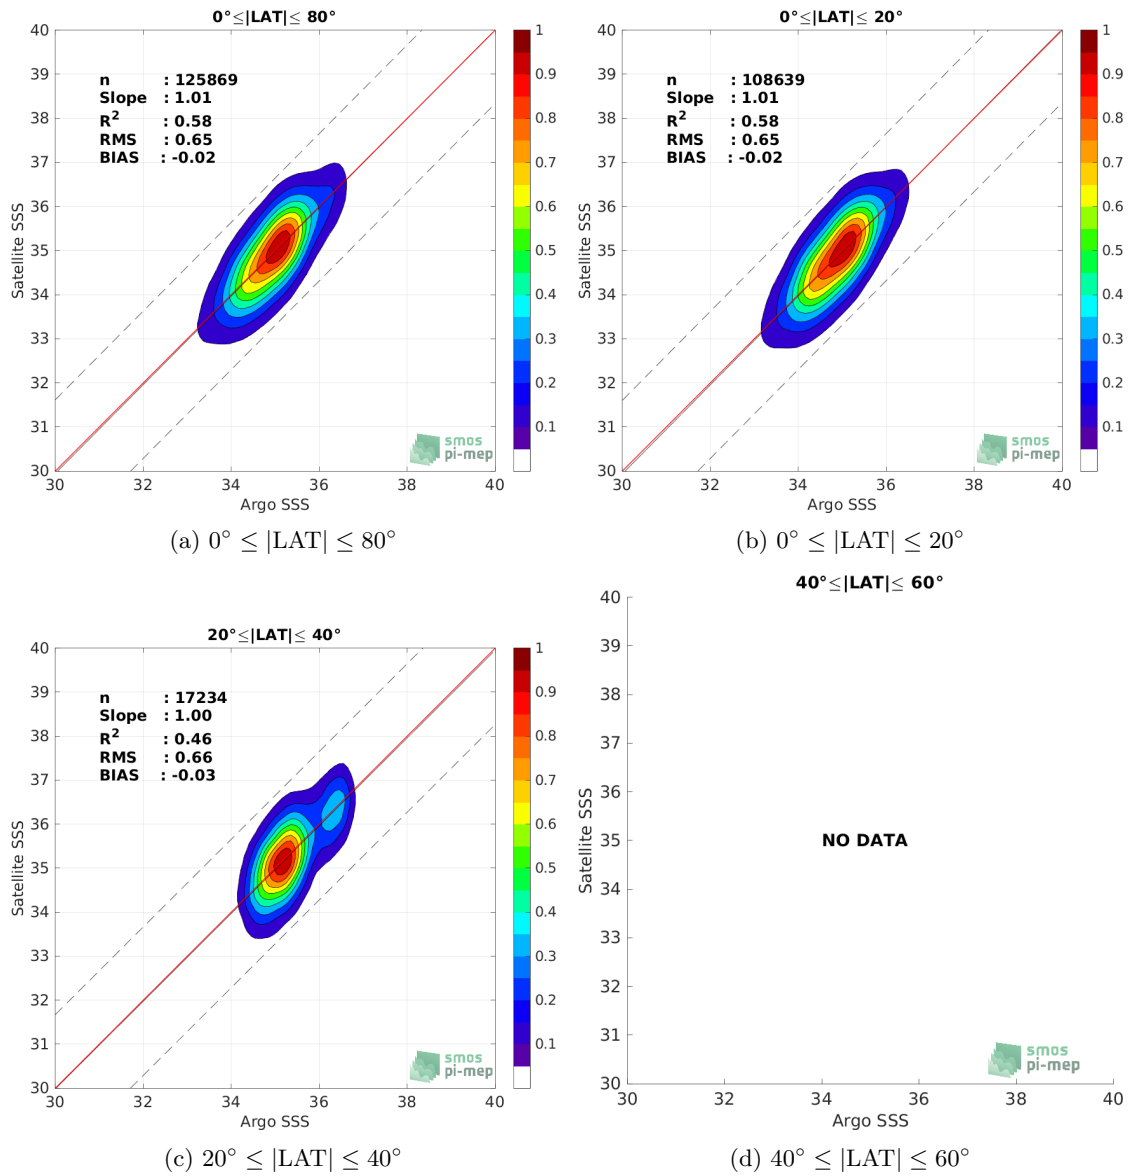 0°≤|LAT|≤ 80°
40
39
38
37
36
35
34
33
32
31
30
Satellite SSS
n : 125869
Slope : 1.01
R² : 0.58
RMS : 0.65
BIAS : -0.02
smos
pi-mep
30 32 34 36 38 40
Argo SSS
1
0.9
0.8
0.7
0.6
0.5
0.4
0.3
0.2
0.1
(a) 0° ≤ |LAT| ≤ 80°
0°≤|LAT|≤ 20°
40
39
38
37
36
35
34
33
32
31
30
Satellite SSS
n : 108639
Slope : 1.01
R² : 0.58
RMS : 0.65
BIAS : -0.02
smos
pi-mep
30 32 34 36 38 40
Argo SSS
1
0.9
0.8
0.7
0.6
0.5
0.4
0.3
0.2
0.1
(b) 0° ≤ |LAT| ≤ 20°
20°≤|LAT|≤ 40°
40
39
38
37
36
35
34
33
32
31
30
Satellite SSS
n : 17234
Slope : 1.00
R² : 0.46
RMS : 0.66
BIAS : -0.03
smos
pi-mep
30 32 34 36 38 40
Argo SSS
1
0.9
0.8
0.7
0.6
0.5
0.4
0.3
0.2
0.1
(c) 20° ≤ |LAT| ≤ 40°
40°≤|LAT|≤ 60°
40
39
38
37
36
35
34
33
32
31
30
Satellite SSS
NO DATA
smos
pi-mep
30 32 34 36 38 40
Argo SSS
(d) 40° ≤ |LAT| ≤ 60°